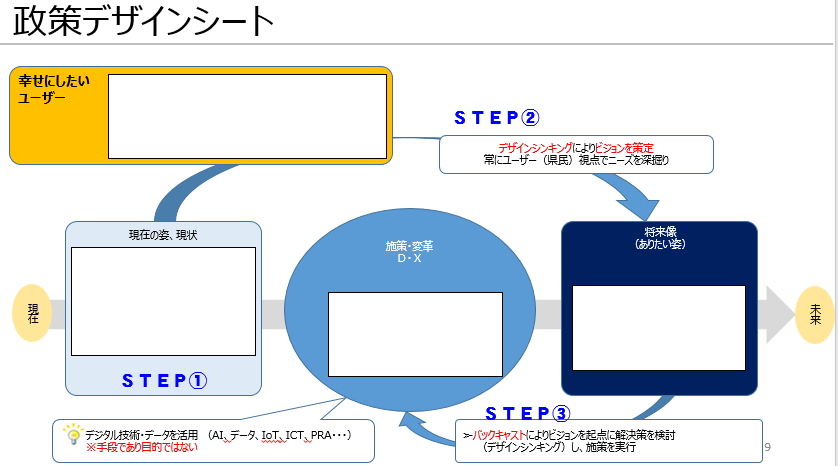 政策デザインシート
幸せにしたい
ユーザー
ＳＴＥＰ②
デザインシンキングによりビジョンを策定
常にユーザー（県民）視点でニーズを深掘り
現在の姿、現状
施策・変革
D・X
将来像
（ありたい姿）
現在
未来
ＳＴＥＰ①
ＳＴＥＰ③
デジタル技術・データを活用 （AI、データ、IoT、ICT、PRA・・・）
※手段であり目的ではない
➢バックキャストによりビジョンを起点に解決策を検討
（デザインシンキング）し、施策を実行
9